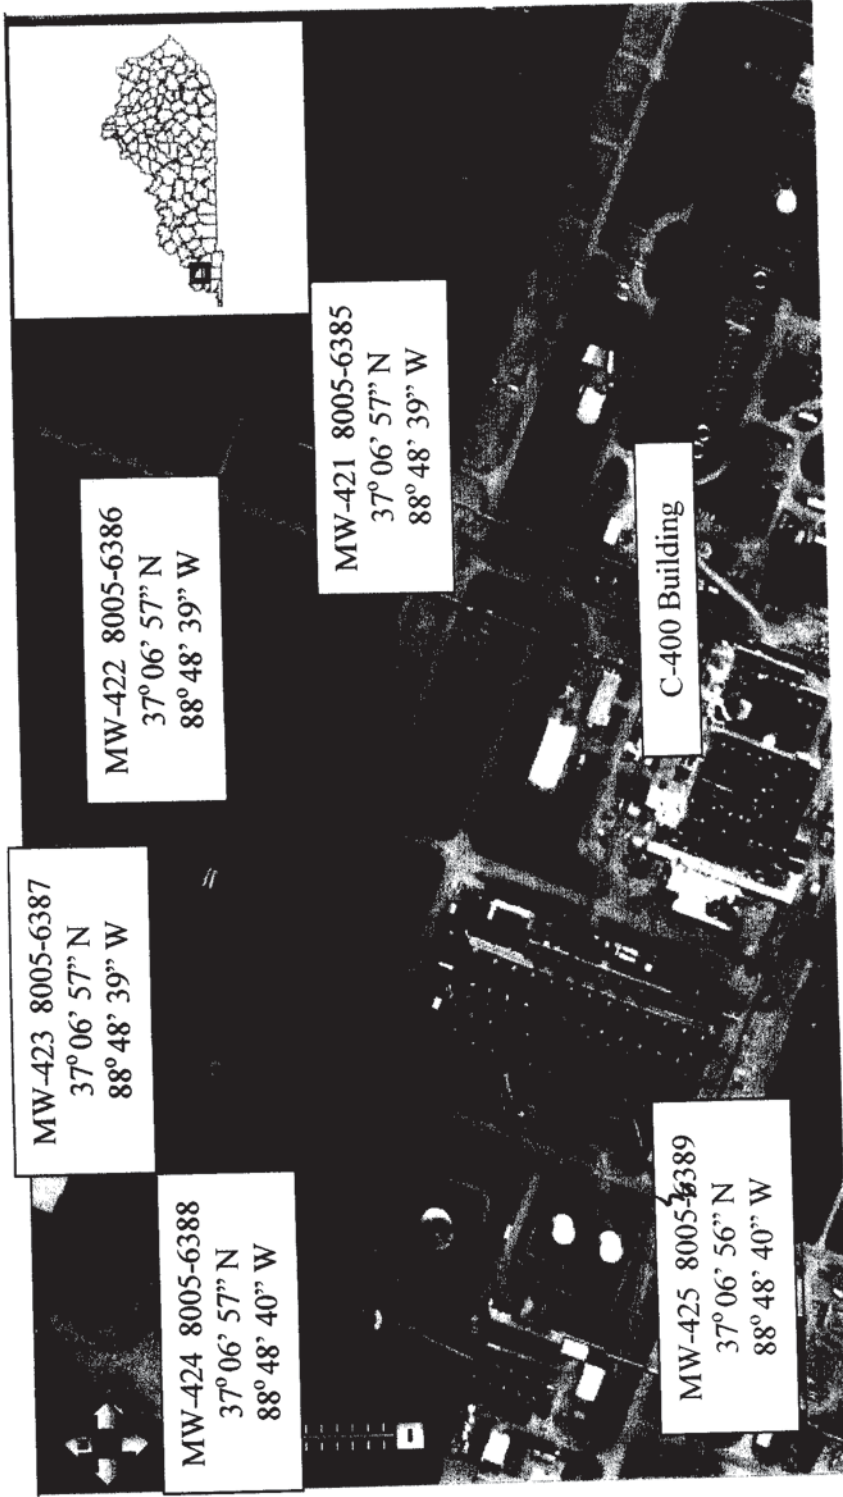 MW-424 8005-6388
37° 06' 57" N
88° 48' 40" W
MW-423 8005-6387
37° 06' 57" N
88° 48' 39" W
MW-422 8005-6386
37° 06' 57" N
88° 48' 39" W
MW-421 8005-6385
37° 06' 57" N
88° 48' 39" W
MW-425 8005-6389
37° 06' 56" N
88° 48' 40" W
C-400 Building